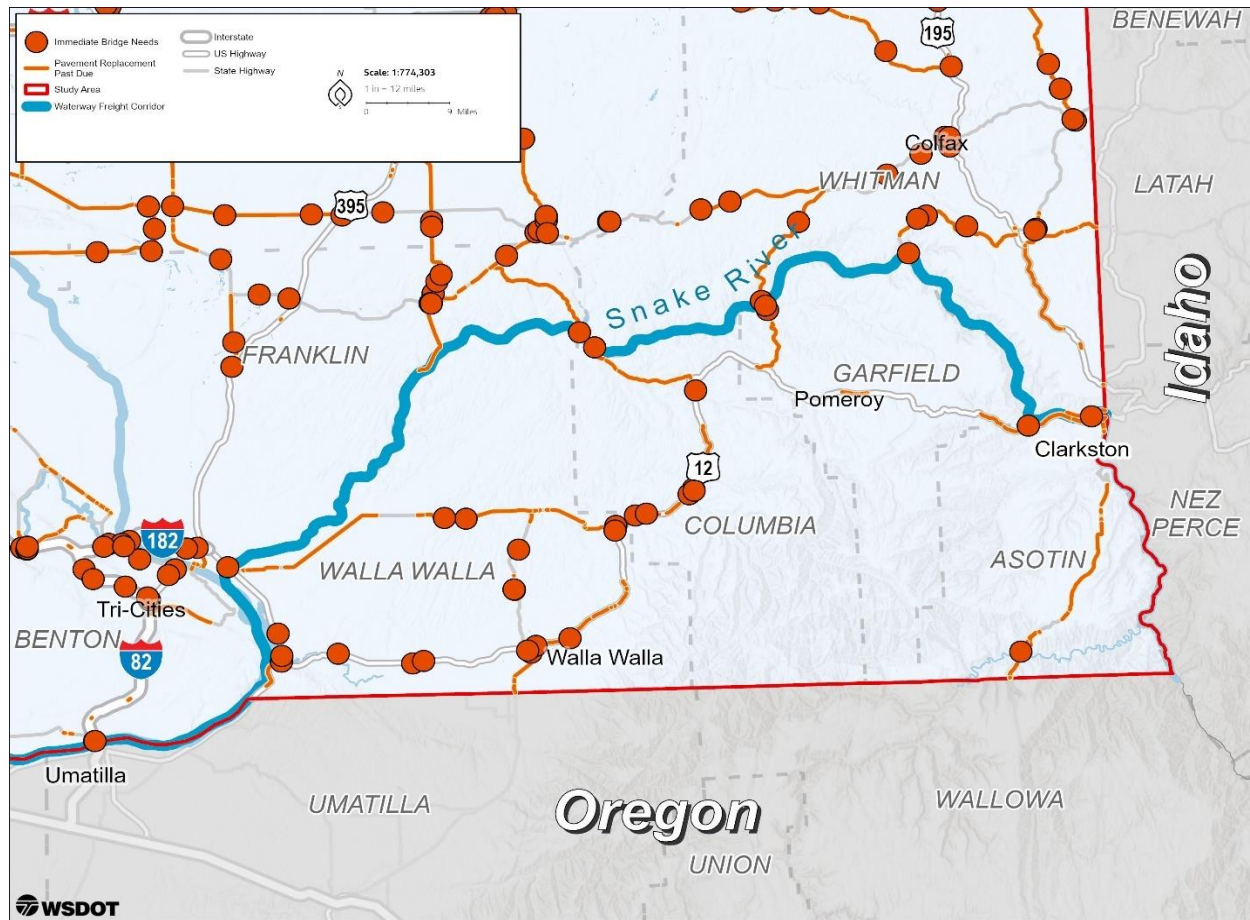 BENEWAH
195
Immediate Bridge Needs
Pavement Replacement
Past Due
Study Area
Waterway Freight Corridor
Interstate
US Highway
State Highway
N
Scale: 1:774,303
1 in = 12 miles
0 9 Miles
Colfax
WHITMAN
LATAH
395
Snake River
Idaho
FRANKLIN
GARFIELD
Pomeroy
Clarkston
12
NEZ
PERCE
COLUMBIA
182
WALLA WALLA
ASOTIN
Tri-Cities
BENTON
82
Walla Walla
Umatilla
UMATILLA
Oregon
WALLOWA
UNION
WSDOT